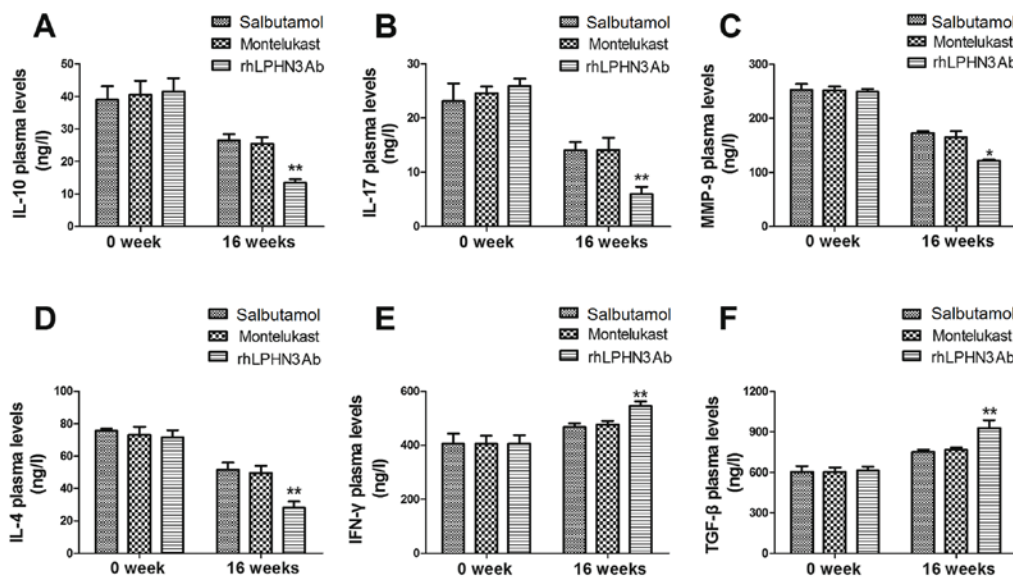 A
Salbutamol
Montelukast
rhLPHN3Ab
IL-10 plasma levels
(ng/l)
50
40
30
20
10
0
**
0 week
16 weeks
B
Salbutamol
Montelukast
rhLPHN3Ab
IL-17 plasma levels
(ng/l)
30
20
10
0
**
0 week
16 weeks
C
Salbutamol
Montelukast
rhLPHN3Ab
MMP-9 plasma levels
(ng/l)
300
200
100
0
*
0 week
16 weeks
D
Salbutamol
Montelukast
rhLPHN3Ab
IL-4 plasma levels
(ng/l)
100
80
60
40
20
0
**
0 week
16 weeks
E
Salbutamol
Montelukast
rhLPHN3Ab
IFN-γ plasma levels
(ng/l)
600
400
200
0
**
0 week
16 weeks
F
Salbutamol
Montelukast
rhLPHN3Ab
TGF-β plasma levels
(ng/l)
1200
900
600
300
0
**
0 week
16 weeks